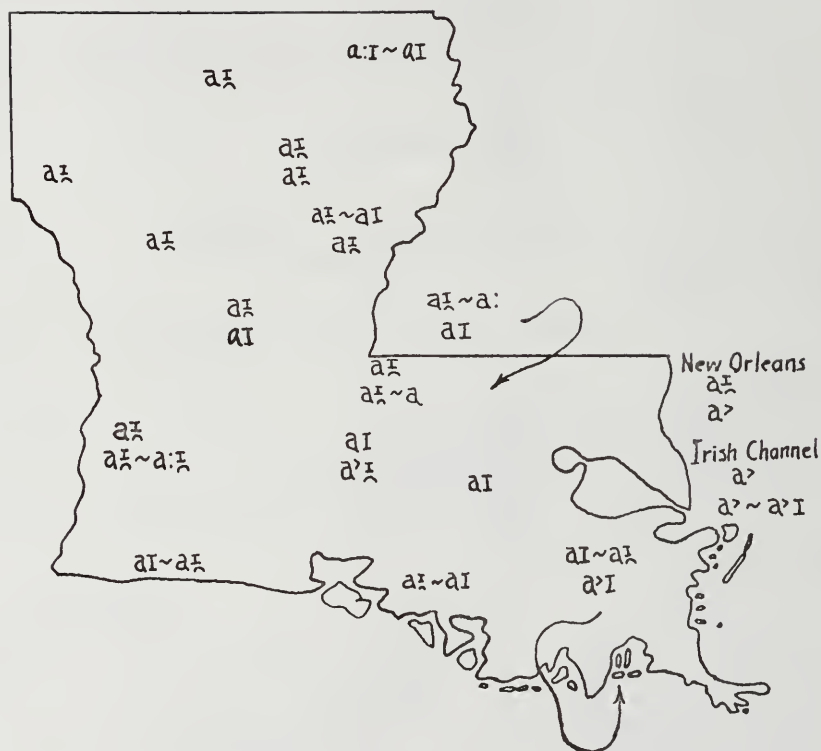 a:ɪ~aɪ
aɪ̯
aɪ̯
aɪ̯
aɪ̯
aɪ̯~aɪ
aɪ̯
aɪ̯
aɪ̯
aɪ
aɪ̯~a:
aɪ
aɪ̯
aɪ̯~a
New Orleans
aɪ̯
a˃
aɪ̯
aɪ̯~a:ɪ̯
aɪ
a˃ɪ̯
aɪ
Irish Channel
a˃
a˃~a˃ɪ
aɪ~aɪ̯
aɪ̯~aɪ
aɪ~aɪ̯
a˃ɪ